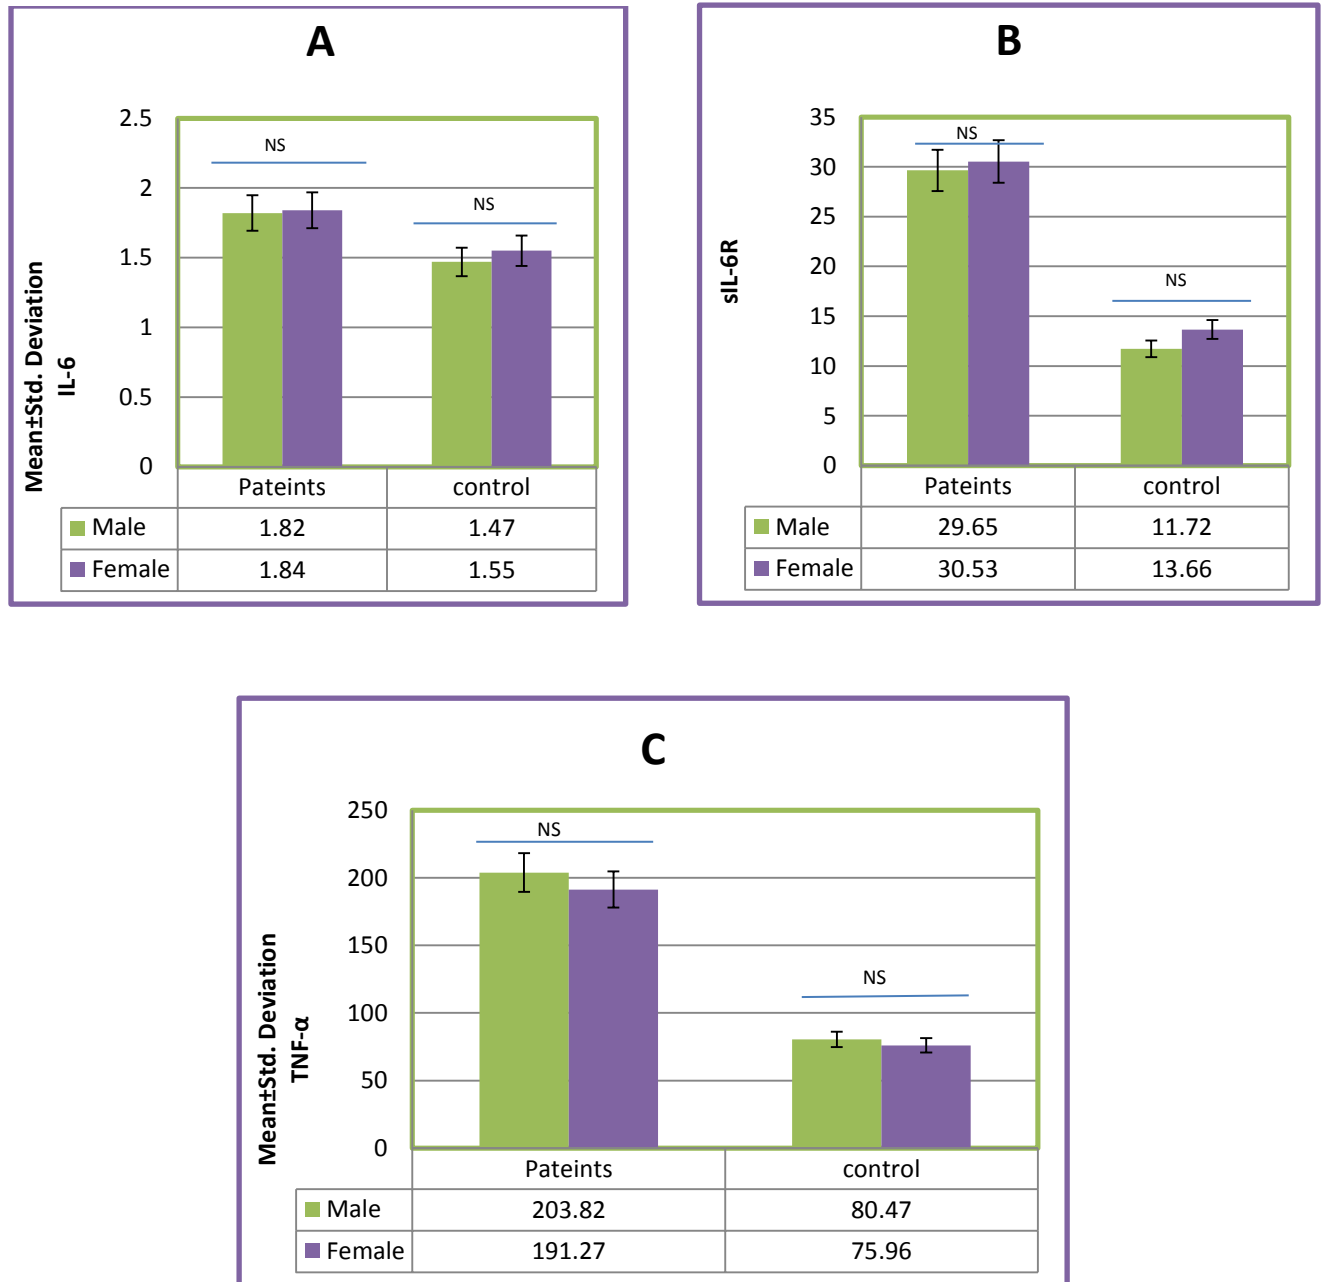 A
2.5
2
1.5
1
0.5
0
Mean±Std. Deviation
IL-6
NS
NS
Pateints control
Male 1.82 1.47
Female 1.84 1.55
B
35
30
25
20
15
10
5
0
sIL-6R
NS
NS
Pateints control
Male 29.65 11.72
Female 30.53 13.66
C
250
200
150
100
50
0
Mean±Std. Deviation
TNF-α
NS
NS
Pateints control
Male 203.82 80.47
Female 191.27 75.96